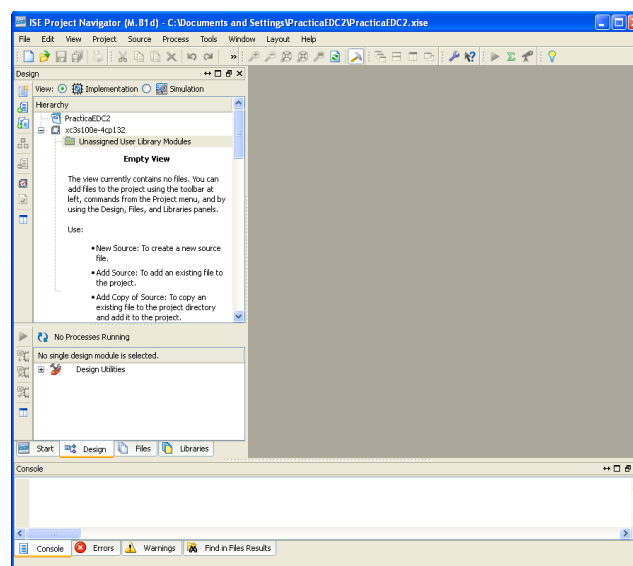 ISE Project Navigator (M.81d) - C:\Documents and Settings\PracticaEDC2\PracticaEDC2.xise
File Edit View Project Source Process Tools Window Layout Help
Design
View: Implementation Simulation
Hierarchy
PracticaEDC2
xc3s100e-4cp132
Unassigned User Library Modules
Empty View
The view currently contains no files. You can
add files to the project using the toolbar at
left, commands from the Project menu, and by
using the Design, Files, and Libraries panels.
Use:
•New Source: To create a new source
file.
•Add Source: To add an existing file to
the project.
•Add Copy of Source: To copy an
existing file to the project directory
and add it to the project.
No Processes Running
No single design module is selected.
Design Utilities
Start Design Files Libraries
Console
Console Errors Warnings Find in Files Results